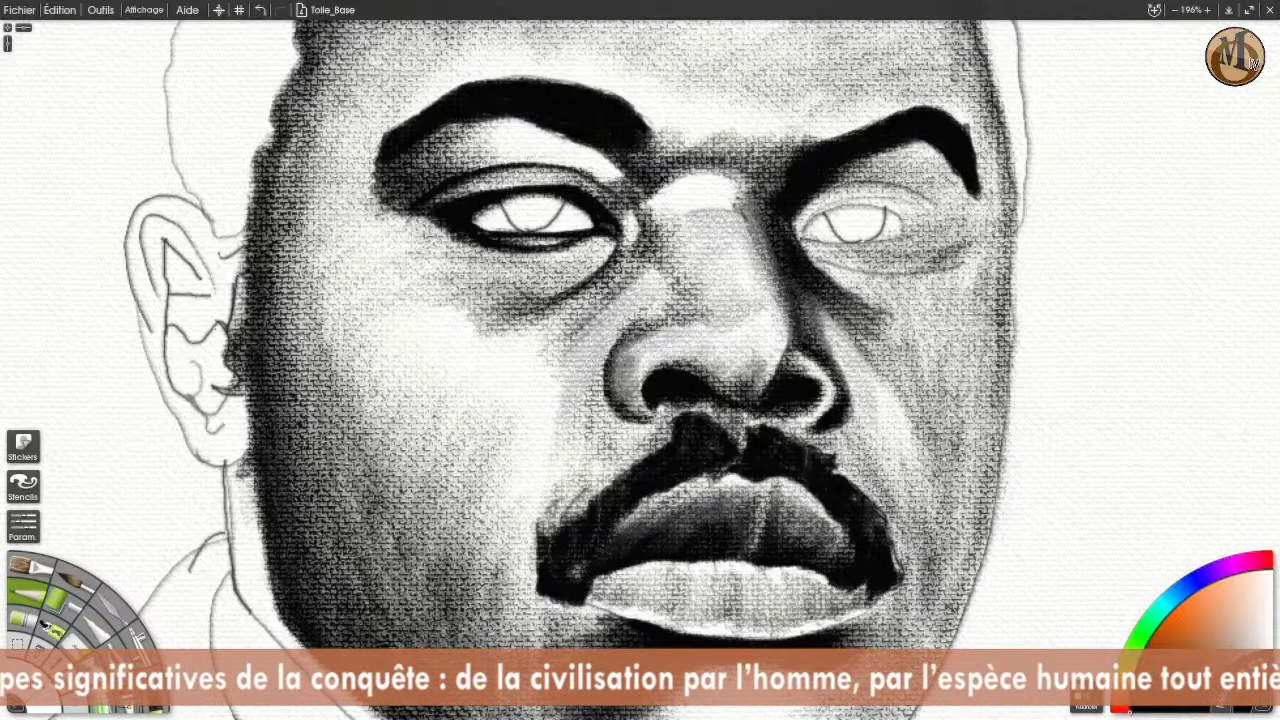 Fichier Édition Outils Affichage Aide Toile_Base 196%
M
Stickers
Stencils
Param.
pes significatives de la conquête : de la civilisation par l'homme, par l'espèce humaine tout entiè